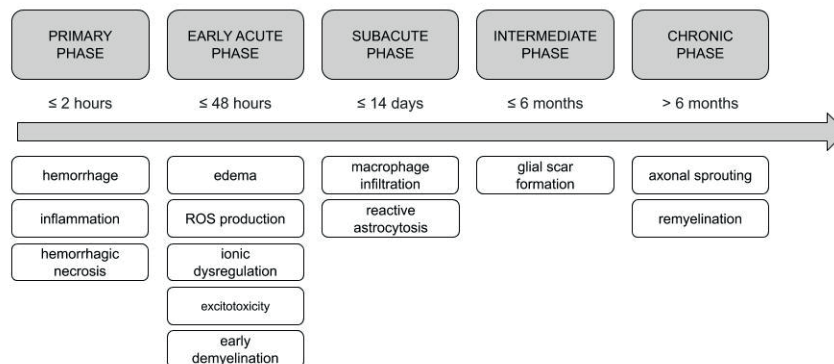 PRIMARY
PHASE
EARLY ACUTE
PHASE
SUBACUTE
PHASE
INTERMEDIATE
PHASE
CHRONIC
PHASE
≤ 2 hours
≤ 48 hours
≤ 14 days
≤ 6 months
> 6 months
hemorrhage
edema
macrophage
infiltration
glial scar
formation
axonal sprouting
inflammation
ROS production
reactive
astrocytosis
remyelination
hemorrhagic
necrosis
ionic
dysregulation
excitotoxicity
early
demyelination